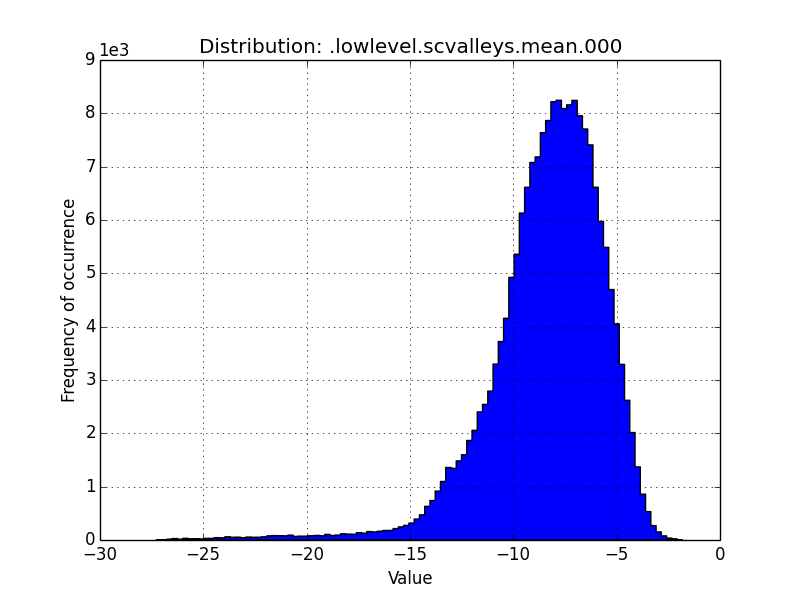 Distribution: .lowlevel.scvalleys.mean.000
1e3
9
8
7
6
5
4
3
2
1
0
Frequency of occurrence
−30 −25 −20 −15 −10 −5 0
Value